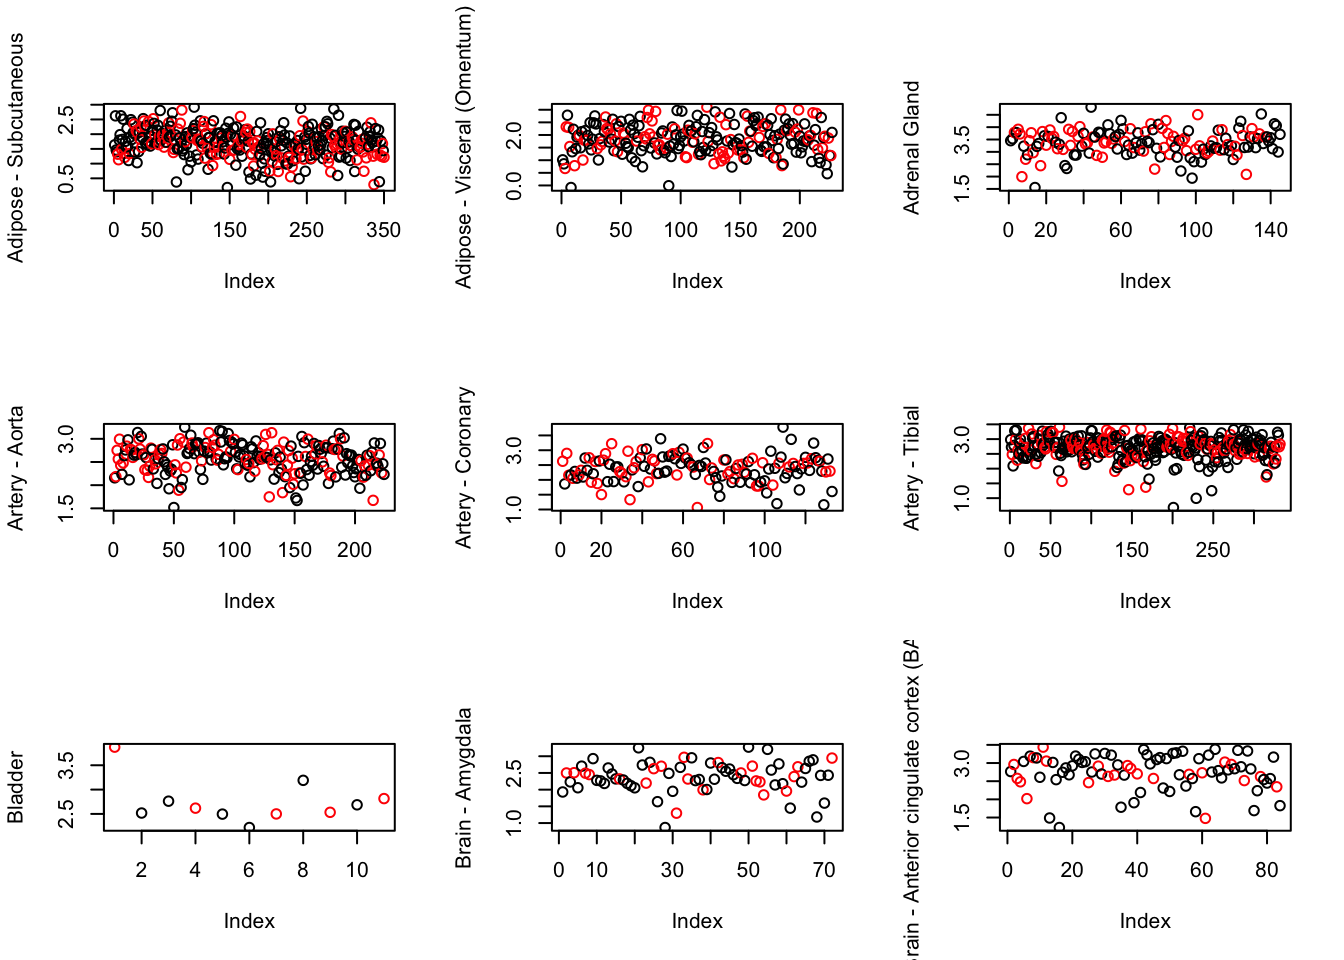 Adipose - Subcutaneous
0.5 2.5
0 50 150 250 350
Index
Adipose - Visceral (Omentum)
0.0 2.0
0 50 100 150 200
Index
Adrenal Gland
1.5 3.5
0 20 60 100 140
Index
Artery - Aorta
1.5 3.0
0 50 100 150 200
Index
Artery - Coronary
1.0 3.0
0 20 60 100
Index
Artery - Tibial
1.0 3.0
0 50 150 250
Index
Bladder
2.5 3.5
2 4 6 8 10
Index
Brain - Amygdala
1.0 2.5
0 10 30 50 70
Index
rain - Anterior cingulate cortex (BA
1.5 3.0
0 20 40 60 80
Index